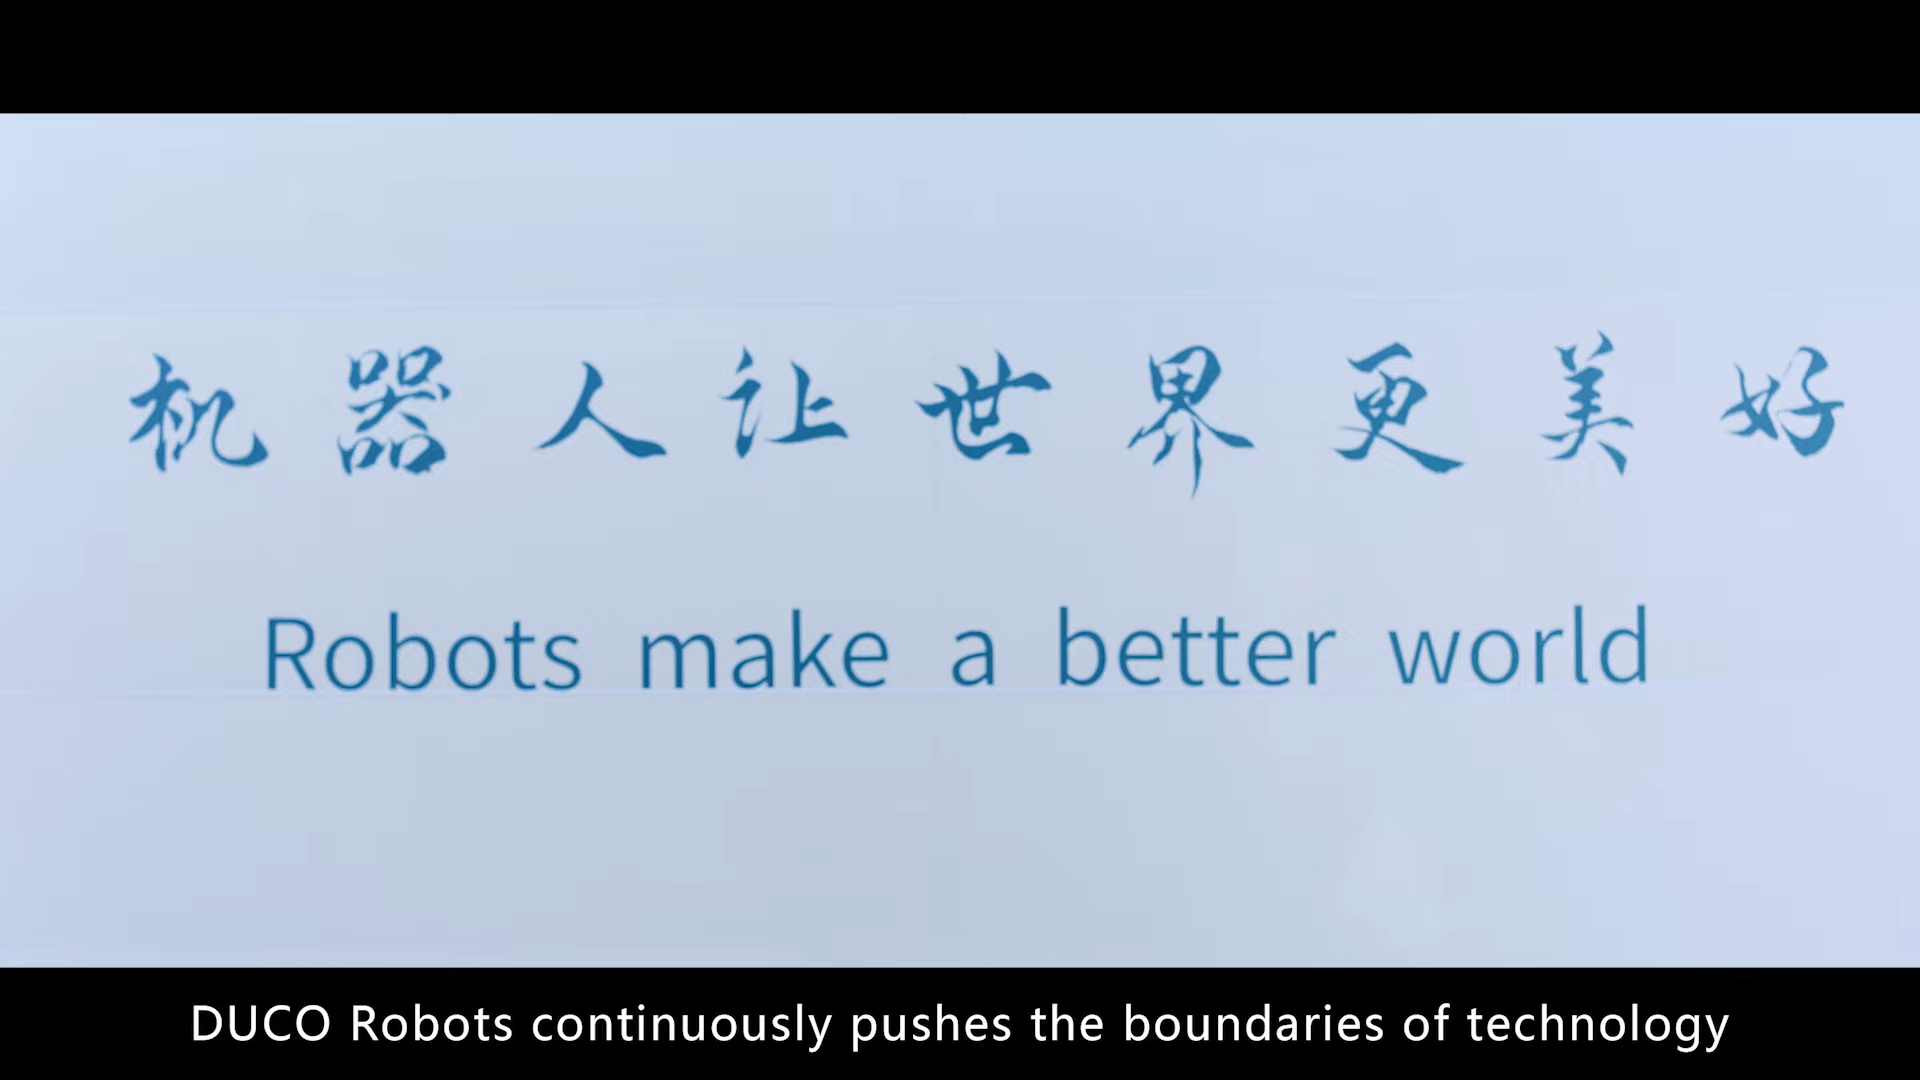 机器人让世界更美好
Robots make a better world
DUCO Robots continuously pushes the boundaries of technology